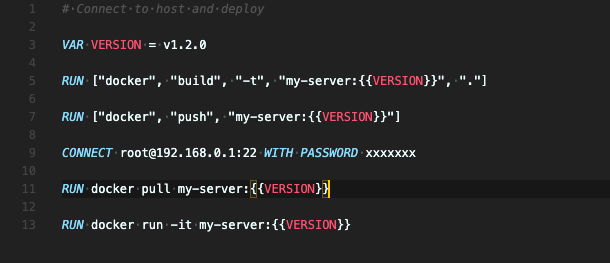 1 # Connect to host and deploy
2
3 VAR VERSION = v1.2.0
4
5 RUN ["docker", "build", "-t", "my-server:{{VERSION}}", "."]
6
7 RUN ["docker", "push", "my-server:{{VERSION}}"]
8
9 CONNECT root@192.168.0.1:22 WITH PASSWORD xxxxxxx
10
11 RUN docker pull my-server:{{VERSION}}
12
13 RUN docker run -it my-server:{{VERSION}}